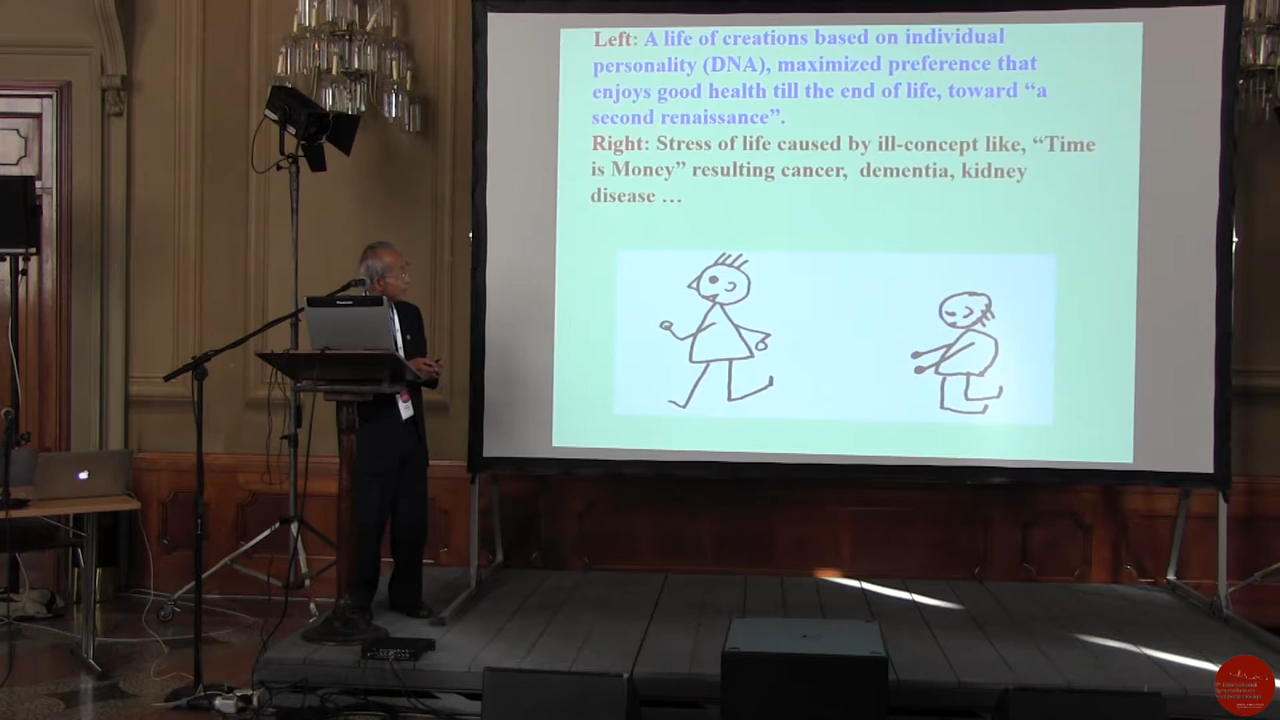 Left: A life of creations based on individual
personality (DNA), maximized preference that
enjoys good health till the end of life, toward “a
second renaissance”.
Right: Stress of life caused by ill-concept like, “Time
is Money” resulting cancer, dementia, kidney
disease …